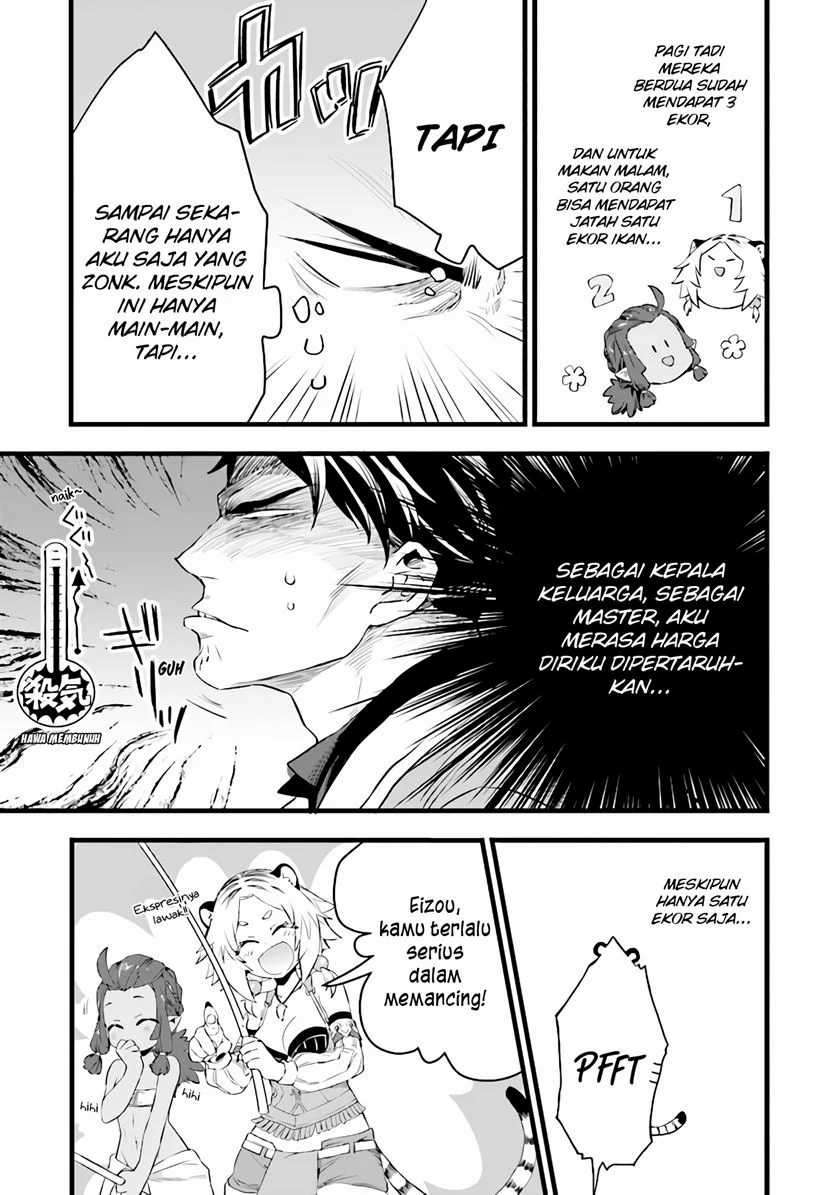 PAGI TADI
MEREKA
BERDUA SUDAH
MENDAPAT 3
EKOR,
DAN UNTUK
MAKAN MALAM,
SATU ORANG
BISA MENDAPAT
JATAH SATU
EKOR IKAN...
1
2
TAPI
カッ
SAMPAI SEKA-
RANG HANYA
AKU SAJA YANG
ZONK. MESKIPUN
INI HANYA
MAIN-MAIN,
TAPI...
SEBAGAI KEPALA
KELUARGA, SEBAGAI
MASTER, AKU
MERASA HARGA
DIRIKU DIPERTARUH-
KAN...
GUH
naik~
ぐぐぐ
殺気
HAWA MEMBUNUH
MESKIPUN
HANYA SATU
EKOR SAJA...
PFFT
Eizou,
kamu terlalu
serius
dalam
memancing!
Ekspresinya
lawak!!
hihi
hihi